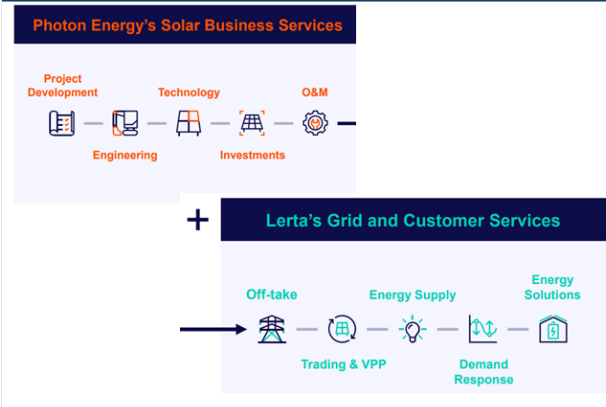 Photon Energy's Solar Business Services
Project
Development
Technology
O&M
Engineering
Investments
+
Lerta's Grid and Customer Services
Off-take
Energy Supply
Energy
Solutions
Trading & VPP
Demand
Response